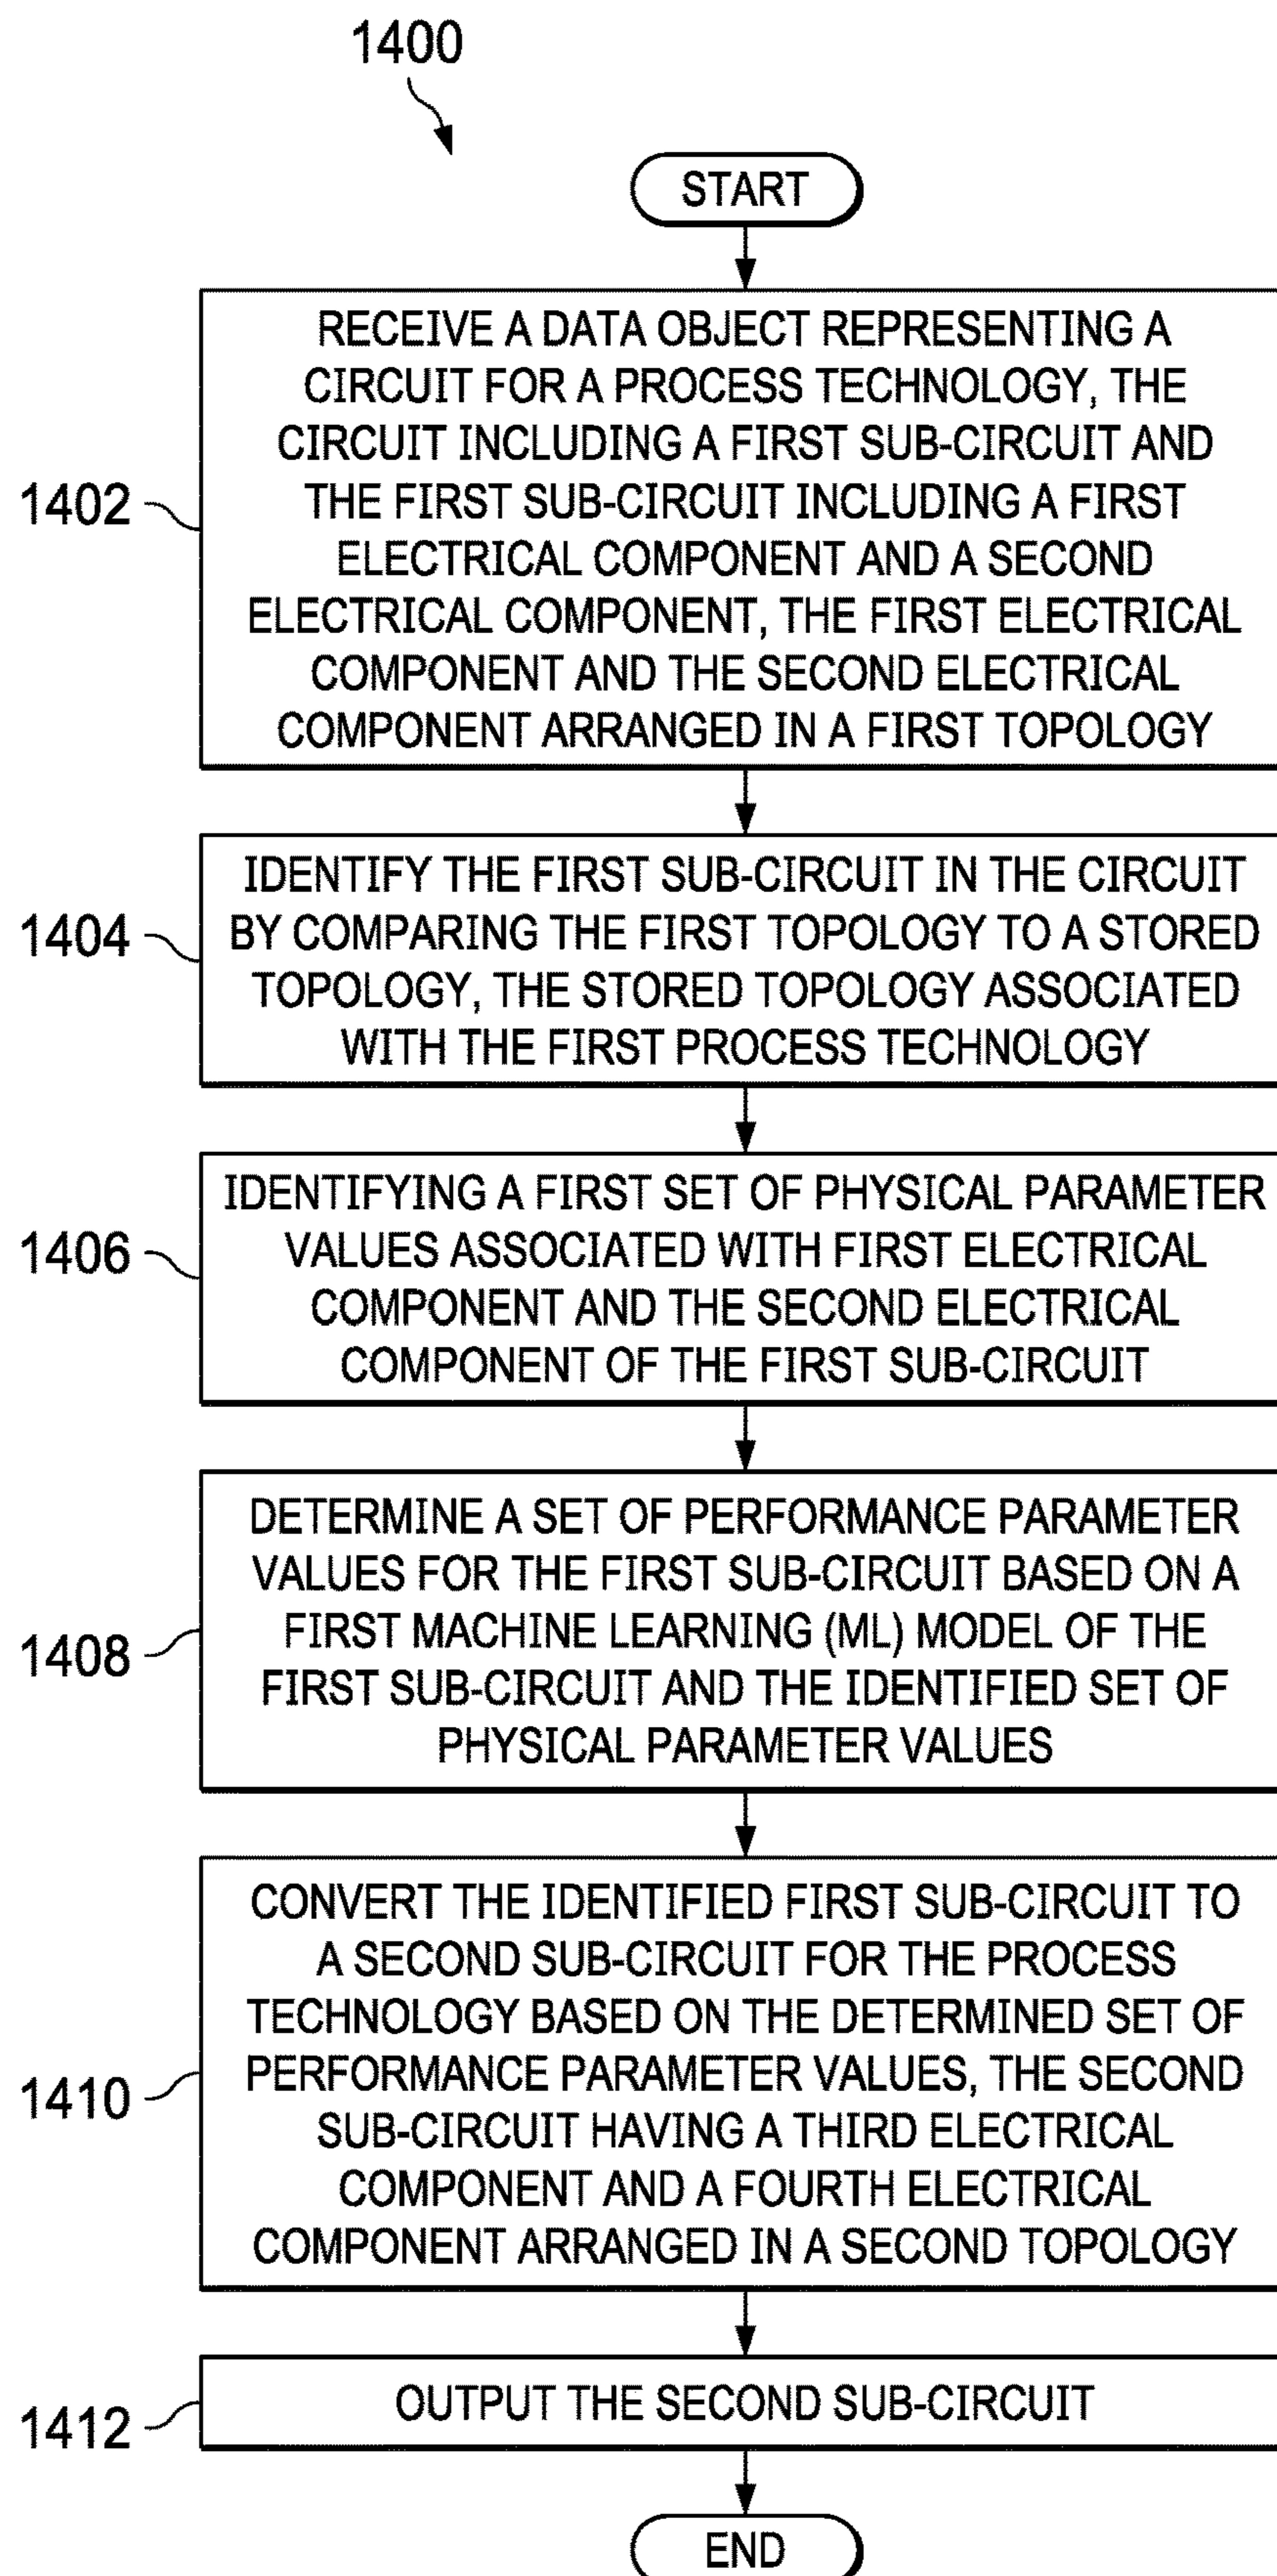 1400
START
RECEIVE A DATA OBJECT REPRESENTING A
CIRCUIT FOR A PROCESS TECHNOLOGY, THE
CIRCUIT INCLUDING A FIRST SUB-CIRCUIT AND
THE FIRST SUB-CIRCUIT INCLUDING A FIRST
ELECTRICAL COMPONENT AND A SECOND
ELECTRICAL COMPONENT, THE FIRST ELECTRICAL
COMPONENT AND THE SECOND ELECTRICAL
COMPONENT ARRANGED IN A FIRST TOPOLOGY
1402
IDENTIFY THE FIRST SUB-CIRCUIT IN THE CIRCUIT
BY COMPARING THE FIRST TOPOLOGY TO A STORED
TOPOLOGY, THE STORED TOPOLOGY ASSOCIATED
WITH THE FIRST PROCESS TECHNOLOGY
1404
IDENTIFYING A FIRST SET OF PHYSICAL PARAMETER
VALUES ASSOCIATED WITH FIRST ELECTRICAL
COMPONENT AND THE SECOND ELECTRICAL
COMPONENT OF THE FIRST SUB-CIRCUIT
1406
DETERMINE A SET OF PERFORMANCE PARAMETER
VALUES FOR THE FIRST SUB-CIRCUIT BASED ON A
FIRST MACHINE LEARNING (ML) MODEL OF THE
FIRST SUB-CIRCUIT AND THE IDENTIFIED SET OF
PHYSICAL PARAMETER VALUES
1408
CONVERT THE IDENTIFIED FIRST SUB-CIRCUIT TO
A SECOND SUB-CIRCUIT FOR THE PROCESS
TECHNOLOGY BASED ON THE DETERMINED SET OF
PERFORMANCE PARAMETER VALUES, THE SECOND
SUB-CIRCUIT HAVING A THIRD ELECTRICAL
COMPONENT AND A FOURTH ELECTRICAL
COMPONENT ARRANGED IN A SECOND TOPOLOGY
1410
OUTPUT THE SECOND SUB-CIRCUIT
1412
END